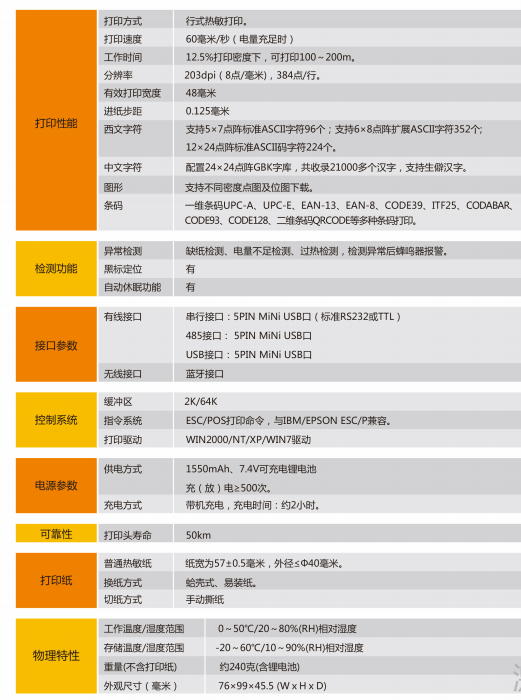 打印性能
打印方式 行式热敏打印。
打印速度 60毫米/秒（电量充足时）
工作时间 12.5%打印密度下，可打印100～200m。
分辨率 203dpi（8点/毫米)，384点/行。
有效打印宽度 48毫米
进纸步距 0.125毫米
西文字符 支持5×7点阵标准ASCII字符96个；支持6×8点阵扩展ASCII字符352个;
12×24点阵标准ASCII码字符224个。
中文字符 配置24×24点阵GBK字库，共收录21000多个汉字，支持生僻汉字。
图形 支持不同密度点图及位图下载。
条码 一维条码UPC-A、UPC-E、EAN-13、EAN-8、CODE39、ITF25、CODABAR、
CODE93、CODE128、二维条码QRCODE等多种条码打印。
检测功能
异常检测 缺纸检测、电量不足检测、过热检测，检测异常后蜂鸣器报警。
黑标定位 有
自动休眠功能 有
接口参数
有线接口 串行接口：5PIN MiNi USB口（标准RS232或TTL）
485接口： 5PIN MiNi USB口
USB接口： 5PIN MiNi USB口
无线接口 蓝牙接口
控制系统
缓冲区 2K/64K
指令系统 ESC/POS打印命令，与IBM/EPSON ESC/P兼容。
打印驱动 WIN2000/NT/XP/WIN7驱动
电源参数
供电方式 1550mAh、7.4V可充电锂电池
充（放）电≥500次。
充电方式 带机充电，充电时间：约2小时。
可靠性
打印头寿命 50km
打印纸
普通热敏纸 纸宽为57±0.5毫米，外径≤Φ40毫米。
换纸方式 蛤壳式、易装纸。
切纸方式 手动撕纸
物理特性
工作温度/湿度范围 0～50℃/20～80%(RH)相对湿度
存储温度/湿度范围 -20～60℃/10～90%(RH)相对湿度
重量(不含打印纸) 约240克(含锂电池)
外观尺寸（毫米） 76×99×45.5 (W x H x D)